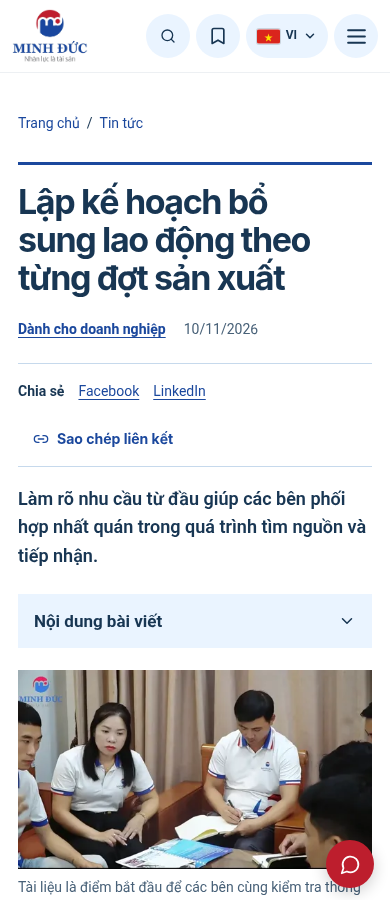 MINH ĐỨC
Nhân lực là tài sản
VI
Trang chủ / Tin tức
Lập kế hoạch bổ
sung lao động theo
từng đợt sản xuất
Dành cho doanh nghiệp 10/11/2026
Chia sẻ Facebook LinkedIn
Sao chép liên kết
Làm rõ nhu cầu từ đầu giúp các bên phối
hợp nhất quán trong quá trình tìm nguồn và
tiếp nhận.
Nội dung bài viết
MINH ĐỨC
Tài liệu là điểm bắt đầu để các bên cùng kiểm tra thông